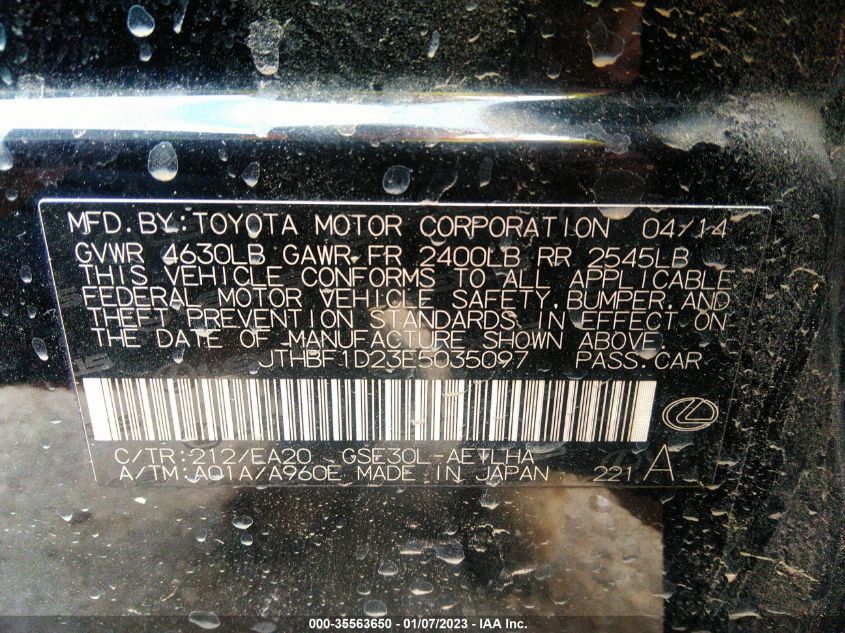 MFD.BY:TOYOTA MOTOR CORPORATION 04/14
GVWR 4630LB GAWR FR 2400LB RR 2545LB
THIS VEHICLE CONFORMS TO ALL APPLICABLE
FEDERAL MOTOR VEHICLE SAFETY,BUMPER,AND
THEFT PREVENTION STANDARDS IN EFFECT ON
THE DATE OF MANUFACTURE SHOWN ABOVE.
JTHBF1D23E5035097 PASS.CAR
C/TR:212/EA20 GSE30L-AETLHA
A/TM:A01A/A960E MADE IN JAPAN 221 A
000-35563650 — 01/07/2023 - IAA Inc.